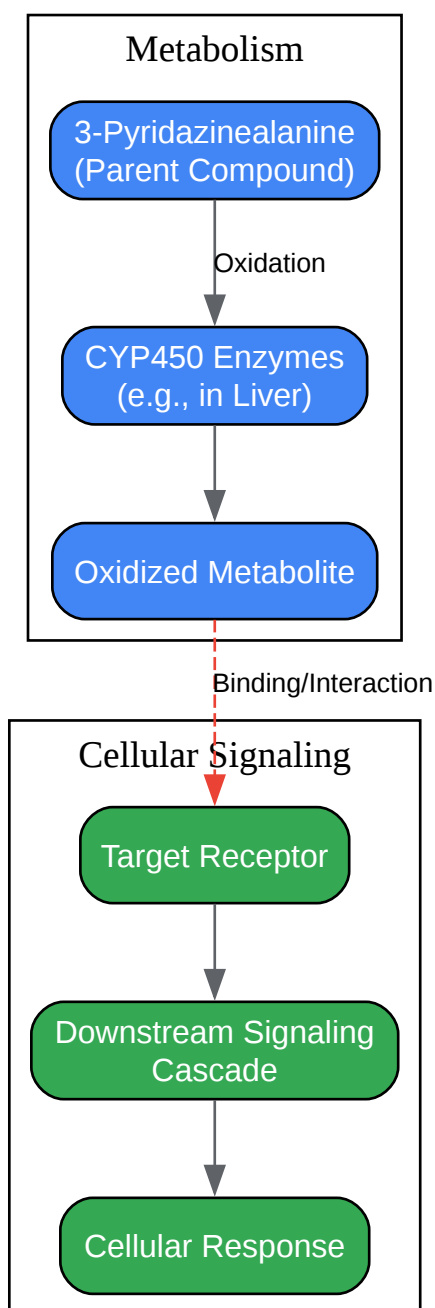 Metabolism
3-Pyridazinealanine
(Parent Compound)
Oxidation
CYP450 Enzymes
(e.g., in Liver)
Oxidized Metabolite
Binding/Interaction
Cellular Signaling
Target Receptor
Downstream Signaling
Cascade
Cellular Response